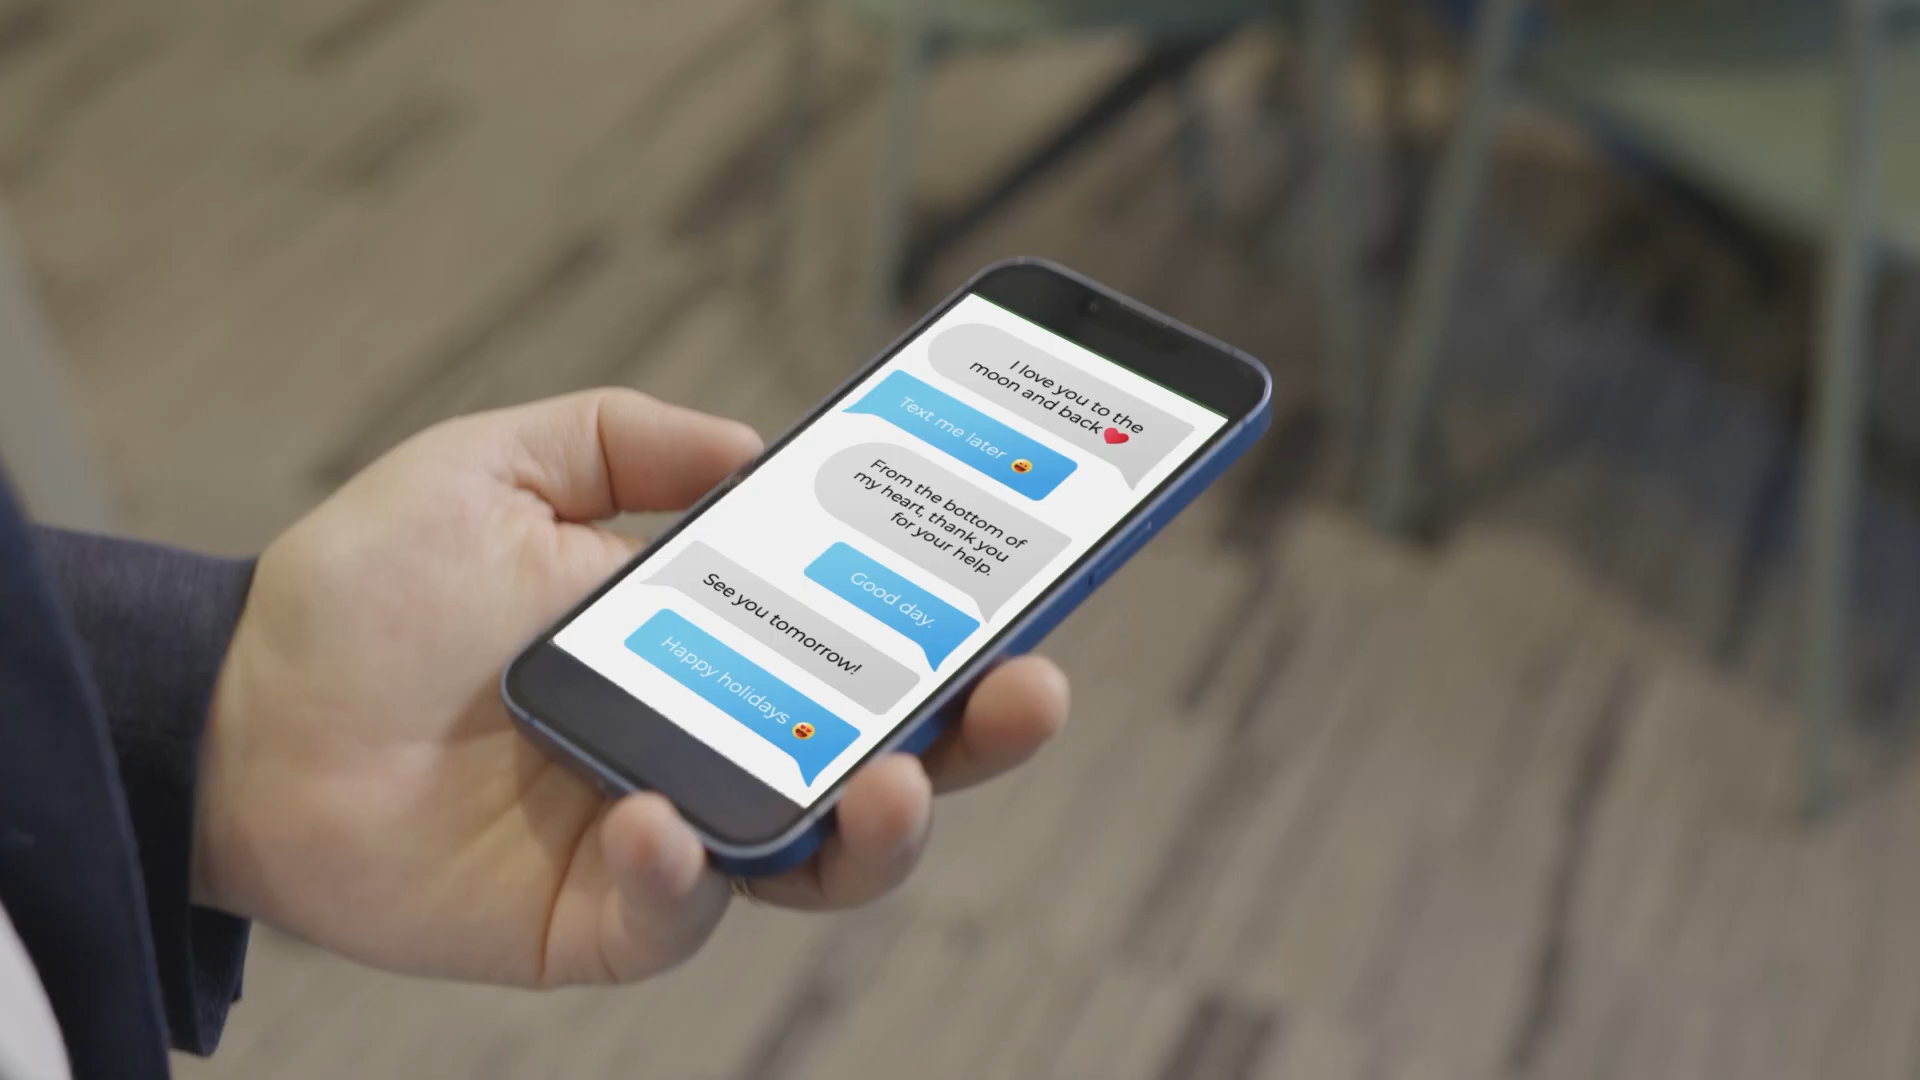 I love you to the
moon and back❤️
Text me later 😄
From the bottom of
my heart, thank you
for your help.
Good day.
See you tomorrow!
Happy holidays 😄